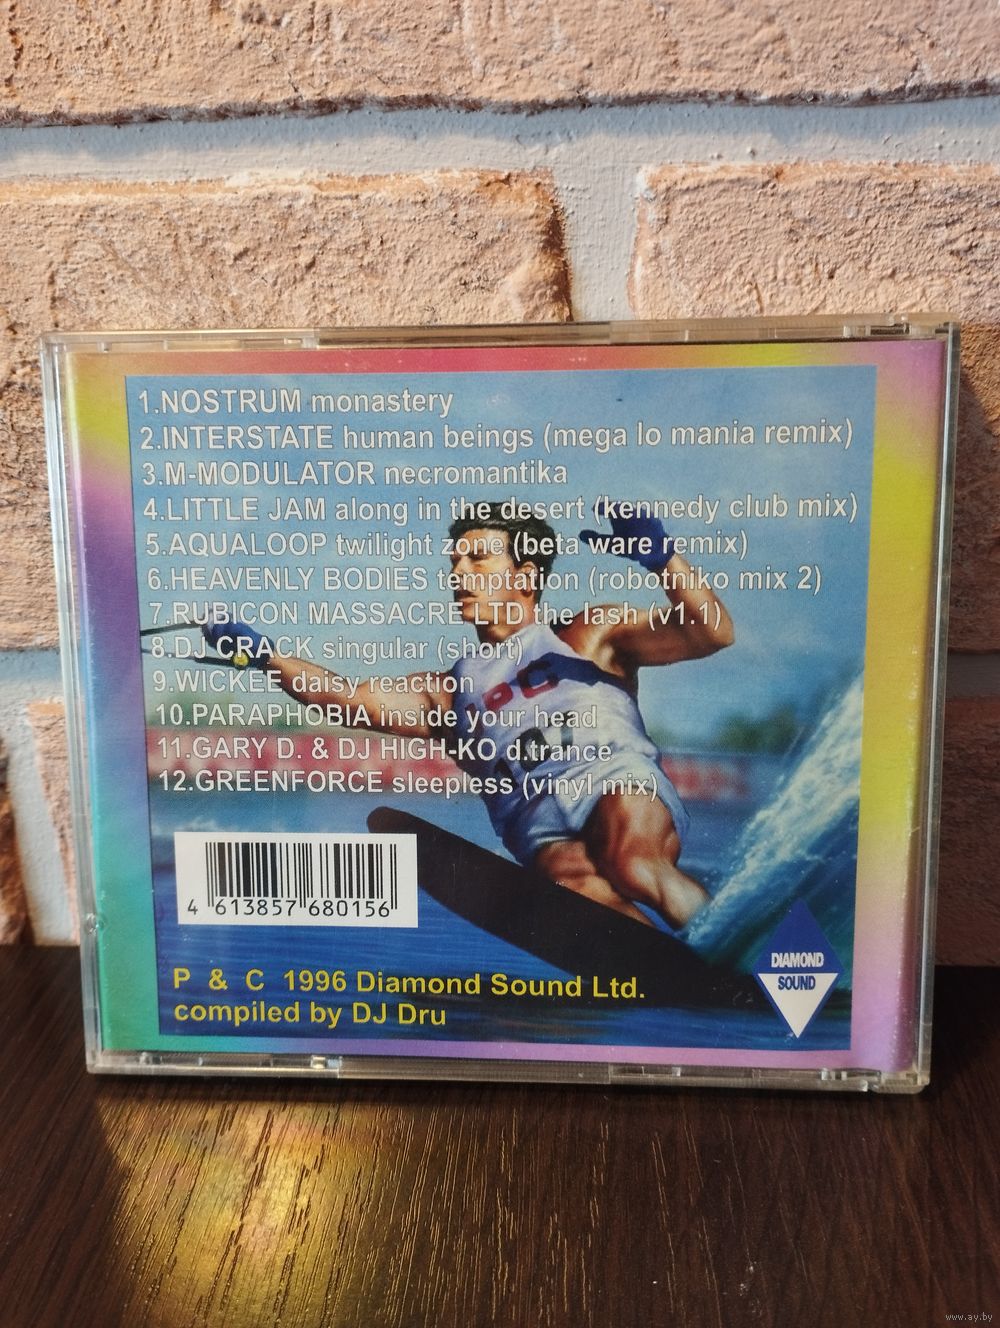 1.NOSTRUM monastery
2.INTERSTATE human beings (mega lo mania remix)
3.M-MODULATOR necromantika
4.LITTLE JAM along in the desert (kennedy club mix)
5.AQUALOOP twilight zone (beta ware remix)
6.HEAVENLY BODIES temptation (robotniko mix 2)
7.RUBICON MASSACRE LTD the lash (v1.1)
8.DJ CRACK singular (short)
9.WICKEE daisy reaction
10.PARAPHOBIA inside your head
11.GARY D. & DJ HIGH-KO d.trance
12.GREENFORCE sleepless (vinyl mix)
4 613857 680156
P & C 1996 Diamond Sound Ltd.
compiled by DJ Dru
DIAMOND
SOUND
www.ay.by